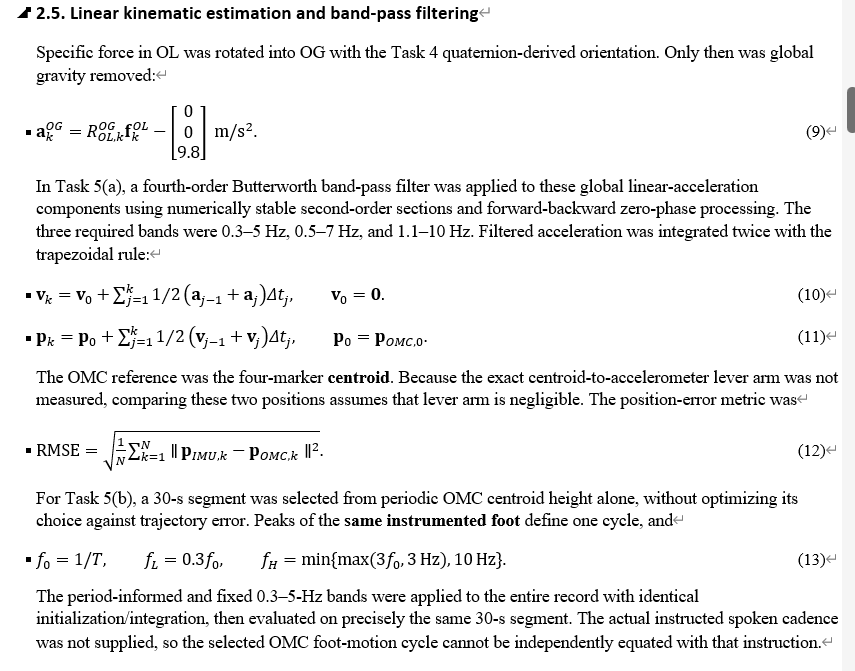 2.5. Linear kinematic estimation and band-pass filtering
Specific force in OL was rotated into OG with the Task 4 quaternion-derived orientation. Only then was global
gravity removed:
a_k^{OG} = R_{OL,k}^{OG} f_k^{OL} − [0 0 9.8] m/s². (9)
In Task 5(a), a fourth-order Butterworth band-pass filter was applied to these global linear-acceleration
components using numerically stable second-order sections and forward-backward zero-phase processing. The
three required bands were 0.3–5 Hz, 0.5–7 Hz, and 1.1–10 Hz. Filtered acceleration was integrated twice with the
trapezoidal rule:
v_k = v_0 + ∑_{j=1}^{k} 1/2 (a_{j−1} + a_j)Δt_j, v_0 = 0. (10)
p_k = p_0 + ∑_{j=1}^{k} 1/2 (v_{j−1} + v_j)Δt_j, p_0 = p_{OMC,0}. (11)
The OMC reference was the four-marker centroid. Because the exact centroid-to-accelerometer lever arm was not
measured, comparing these two positions assumes that lever arm is negligible. The position-error metric was
RMSE = √(1/N ∑_{k=1}^{N} ‖ p_{IMU,k} − p_{OMC,k} ‖²). (12)
For Task 5(b), a 30-s segment was selected from periodic OMC centroid height alone, without optimizing its
choice against trajectory error. Peaks of the same instrumented foot define one cycle, and
f_0 = 1/T, f_L = 0.3f_0, f_H = min{max(3f_0, 3 Hz), 10 Hz}. (13)
The period-informed and fixed 0.3–5-Hz bands were applied to the entire record with identical
initialization/integration, then evaluated on precisely the same 30-s segment. The actual instructed spoken cadence
was not supplied, so the selected OMC foot-motion cycle cannot be independently equated with that instruction.